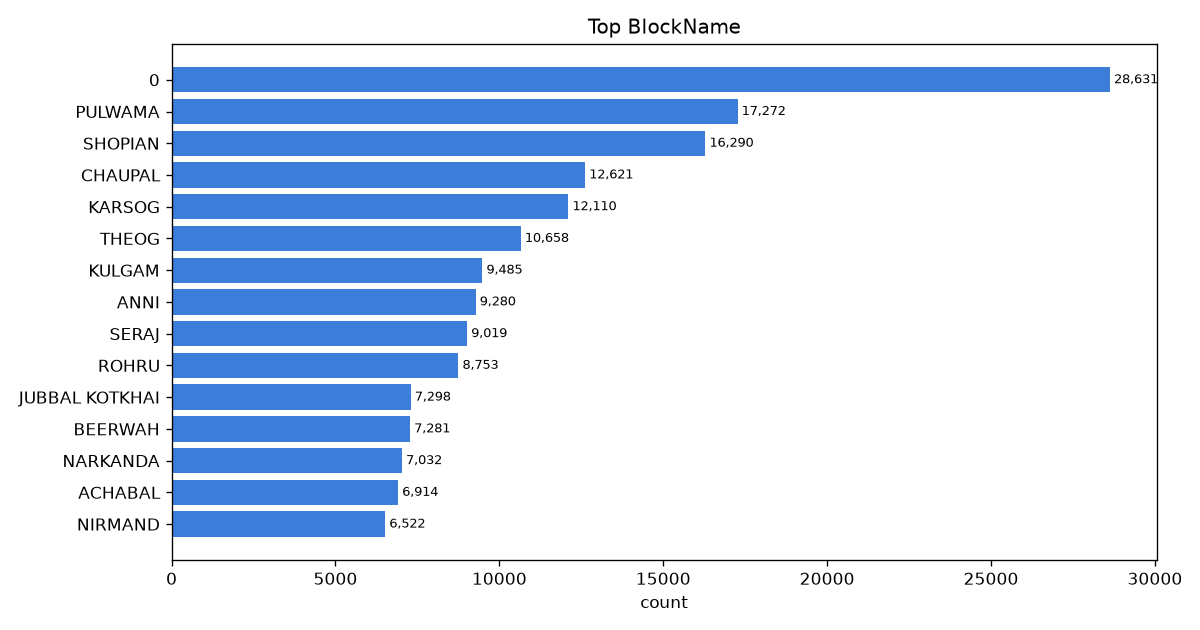 Top BlockName
0 28,631
PULWAMA 17,272
SHOPIAN 16,290
CHAUPAL 12,621
KARSOG 12,110
THEOG 10,658
KULGAM 9,485
ANNI 9,280
SERAJ 9,019
ROHRU 8,753
JUBBAL KOTKHAI 7,298
BEERWAH 7,281
NARKANDA 7,032
ACHABAL 6,914
NIRMAND 6,522
0 5000 10000 15000 20000 25000 30000
count